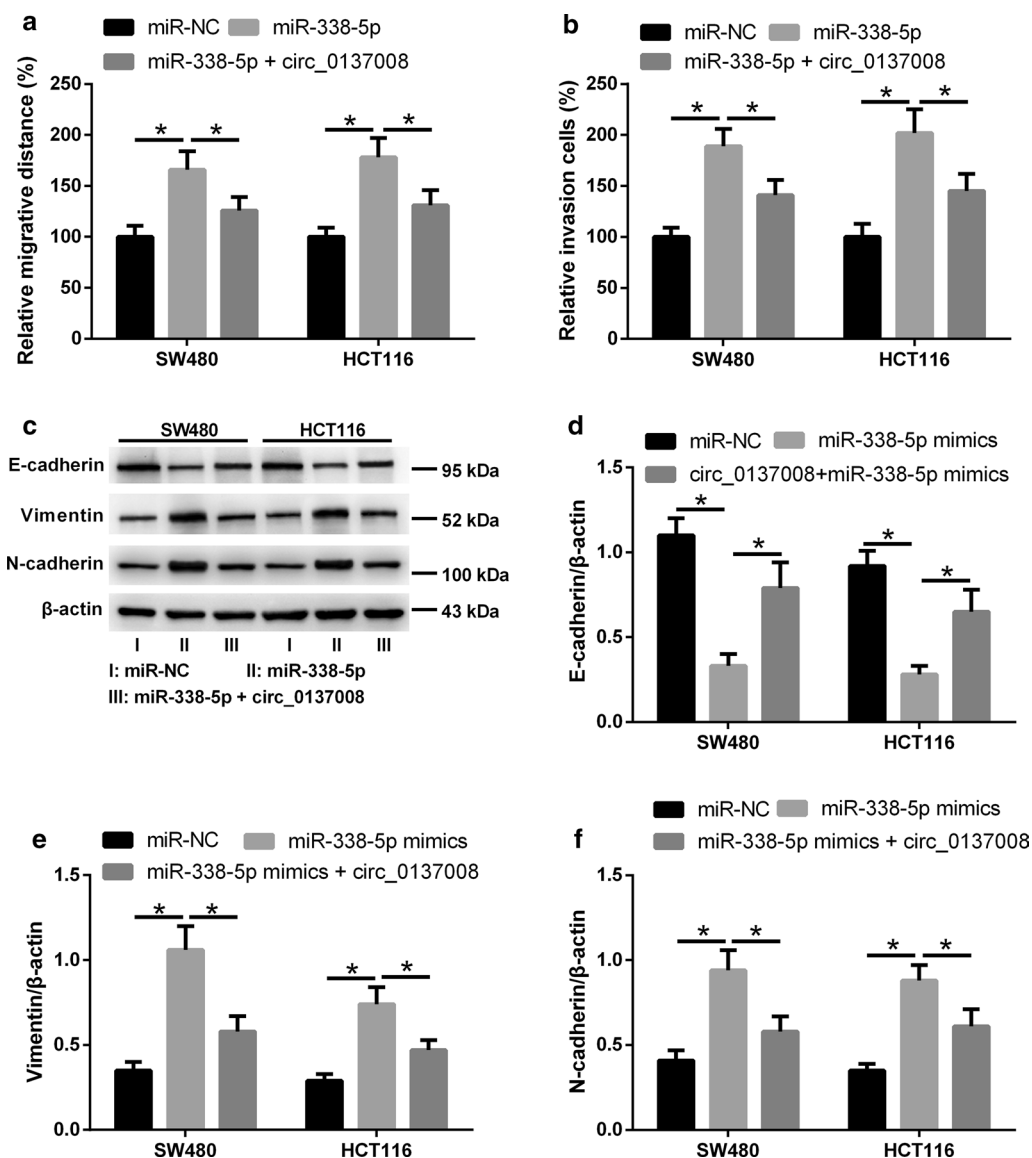 a
miR-NC miR-338-5p
miR-338-5p + circ_0137008
Relative migrative distance (%)
250
200
150
100
50
0
* * * *
SW480 HCT116
b
miR-NC miR-338-5p
miR-338-5p + circ_0137008
Relative invasion cells (%)
250
200
150
100
50
0
* * * *
SW480 HCT116
c
SW480 HCT116
E-cadherin 95 kDa
Vimentin 52 kDa
N-cadherin 100 kDa
β-actin 43 kDa
I II III I II III
I: miR-NC II: miR-338-5p
III: miR-338-5p + circ_0137008
d
miR-NC miR-338-5p mimics
circ_0137008+miR-338-5p mimics
E-cadherin/β-actin
1.5
1.0
0.5
0.0
* * * *
SW480 HCT116
e
miR-NC miR-338-5p mimics
miR-338-5p mimics + circ_0137008
Vimentin/β-actin
1.5
1.0
0.5
0.0
* * * *
SW480 HCT116
f
miR-NC miR-338-5p mimics
miR-338-5p mimics + circ_0137008
N-cadherin/β-actin
1.5
1.0
0.5
0.0
* * * *
SW480 HCT116